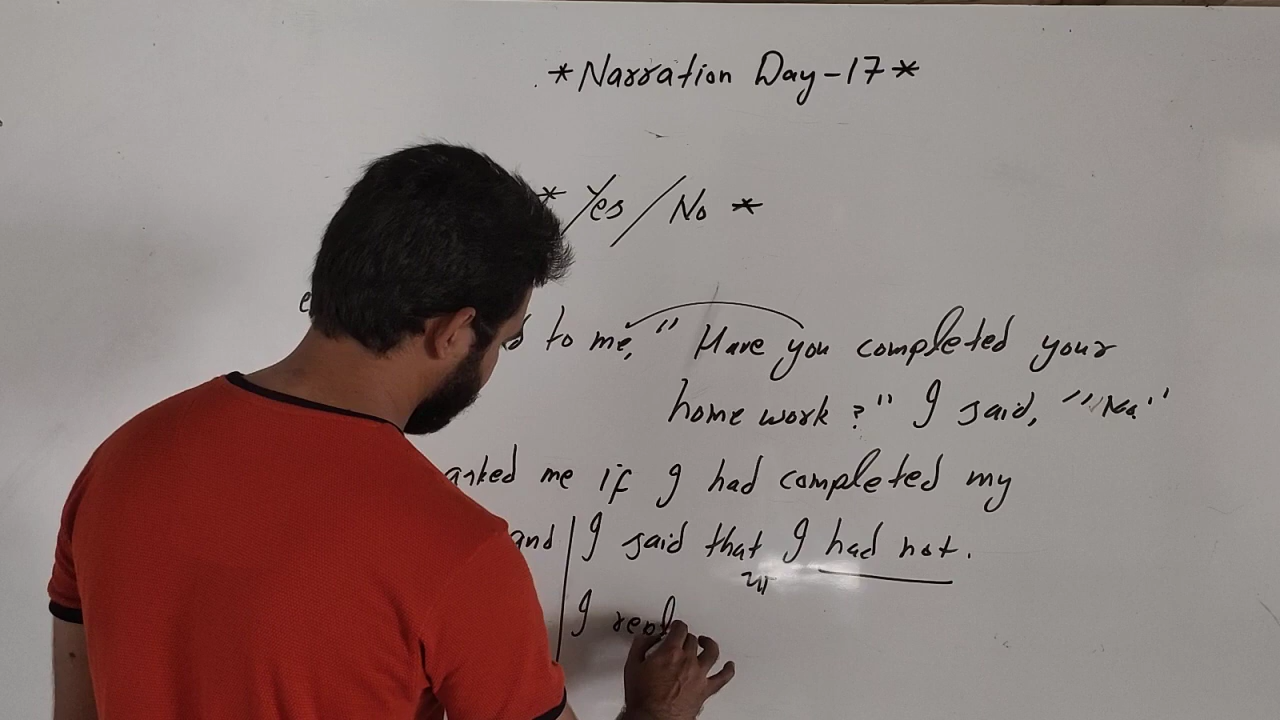 *Narration Day-17*
* Yes/No *
to me, "Have you completed your
home work?" I said, "No"
asked me if I had completed my
and I said that I had not.
या
I